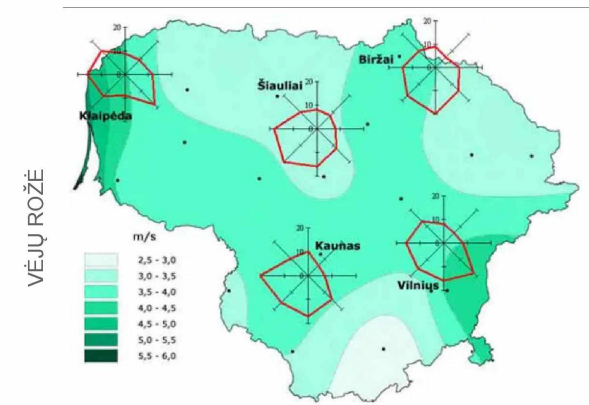 VĖJŲ ROŽĖ
20
10
0
Klaipėda
Šiauliai
20
10
0
Biržai
20
10
0
Kaunas
20
10
0
20
10
0
Vilnius
m/s
2,5 - 3,0
3,0 - 3,5
3,5 - 4,0
4,0 - 4,5
4,5 - 5,0
5,0 - 5,5
5,5 - 6,0